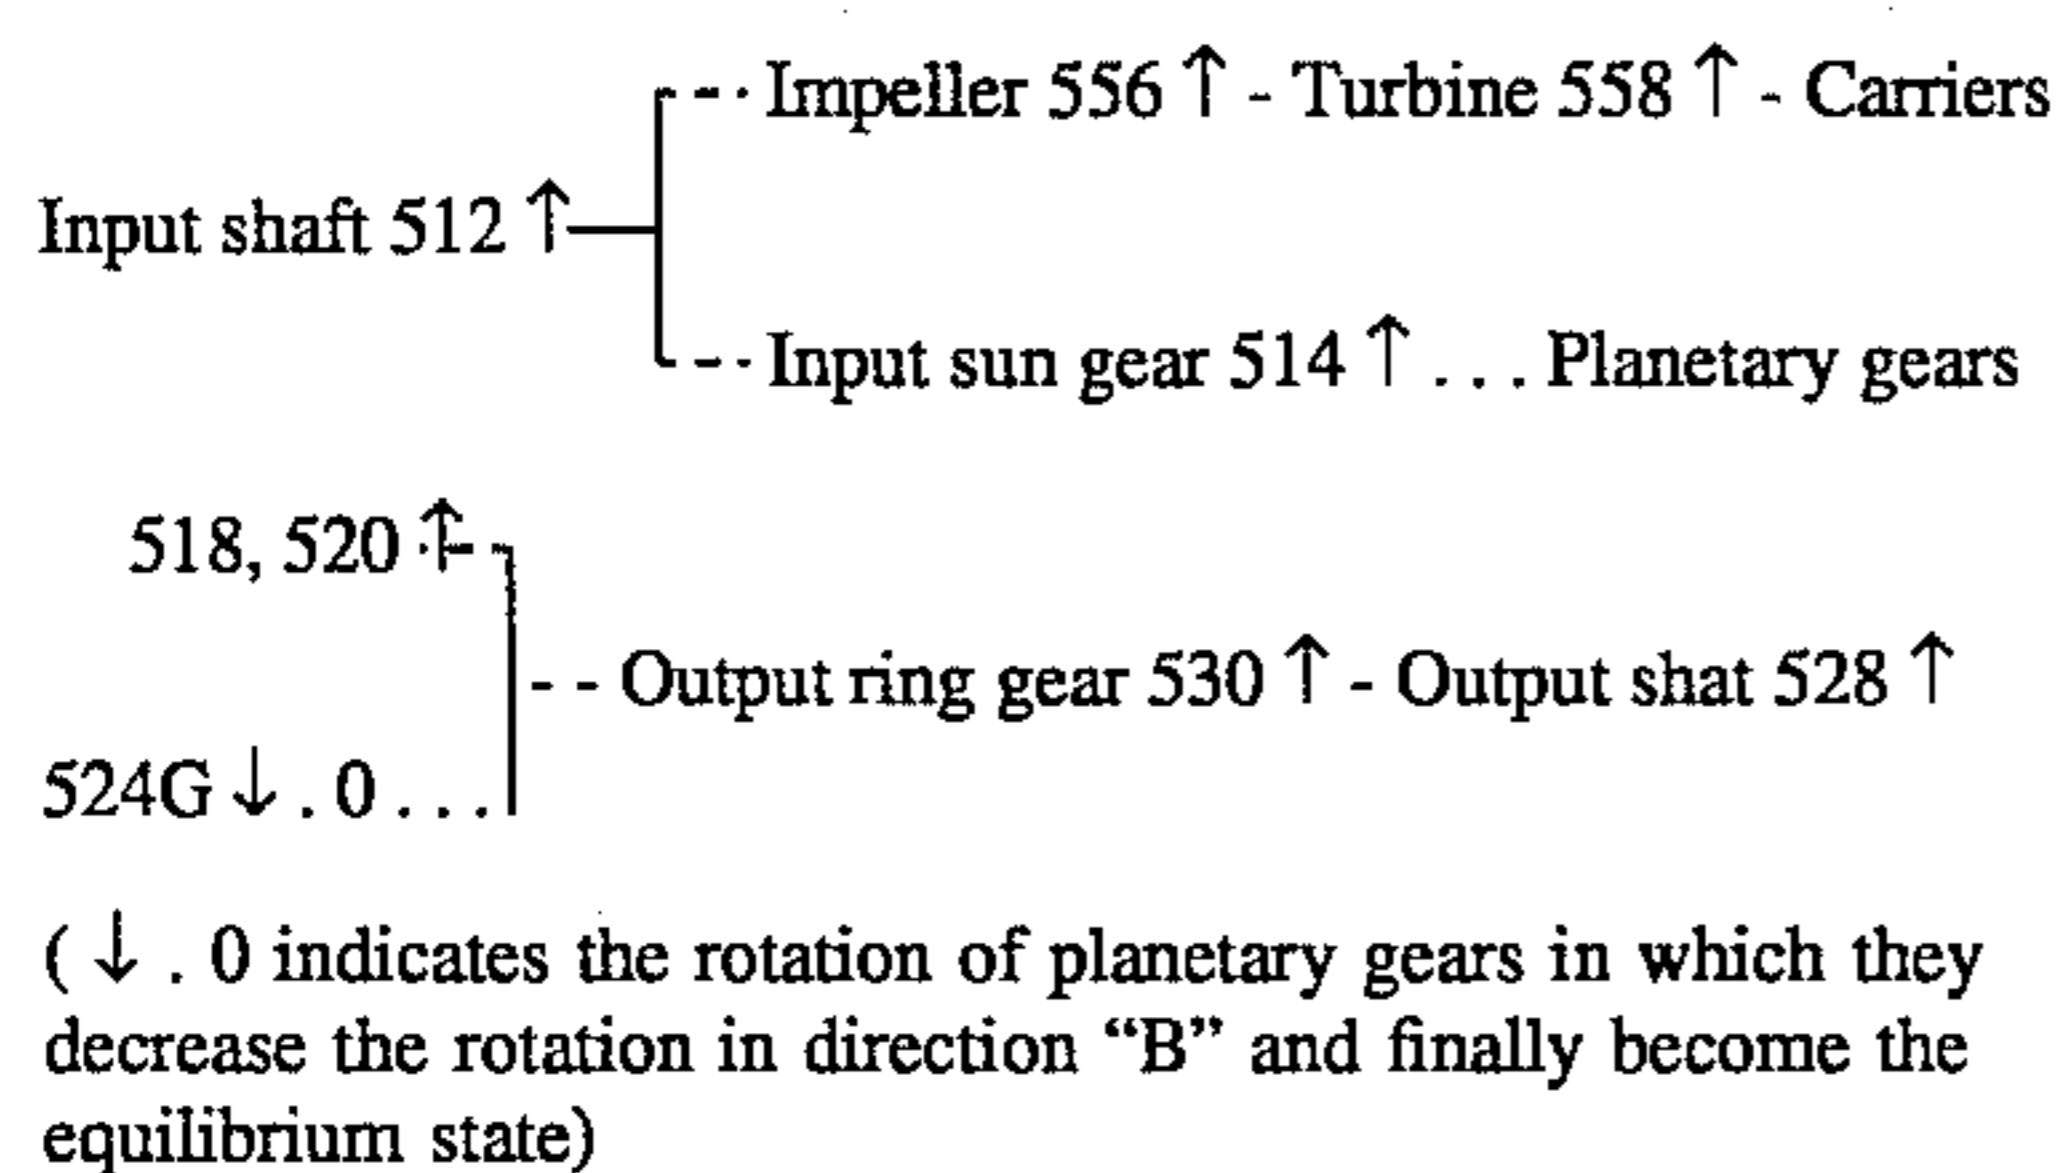 Impeller 556 ↑ - Turbine 558 ↑ - Carriers
Input shaft 512 ↑
Input sun gear 514 ↑ . . . Planetary gears
518, 520 ↑
- - Output ring gear 530 ↑ - Output shat 528 ↑
524G ↓ . 0 . . .
( ↓ . 0 indicates the rotation of planetary gears in which they
decrease the rotation in direction “B” and finally become the
equilibrium state)